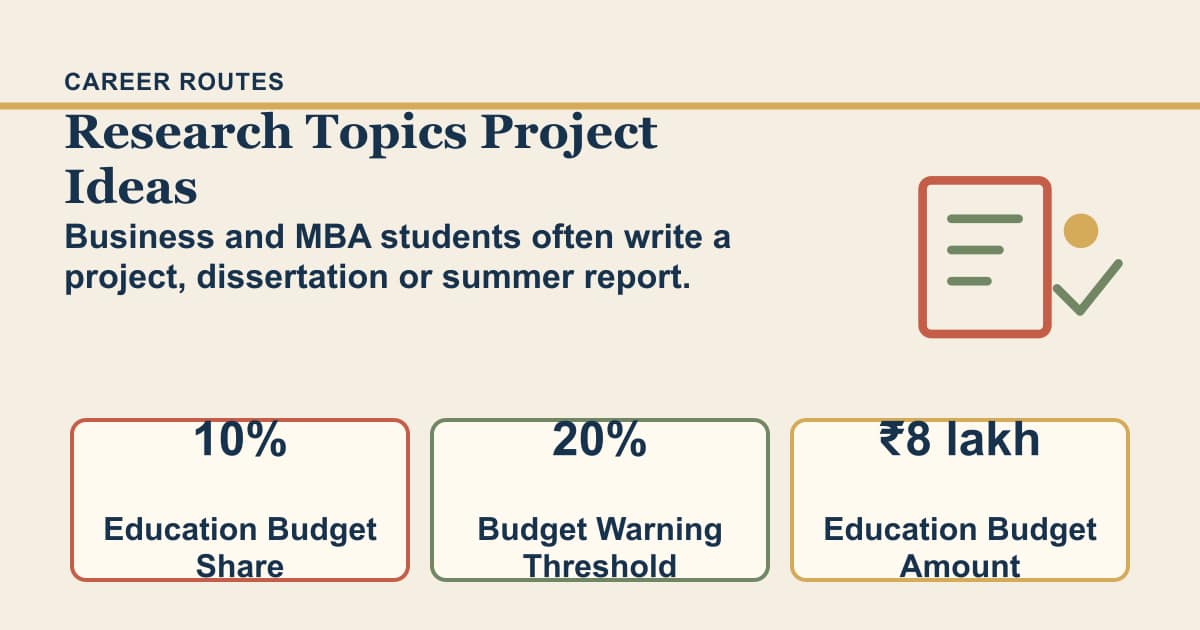 CAREER ROUTES
Research Topics Project
Ideas
Business and MBA students often write a
project, dissertation or summer report.
10%
Education Budget
Share
20%
Budget Warning
Threshold
₹8 lakh
Education Budget
Amount